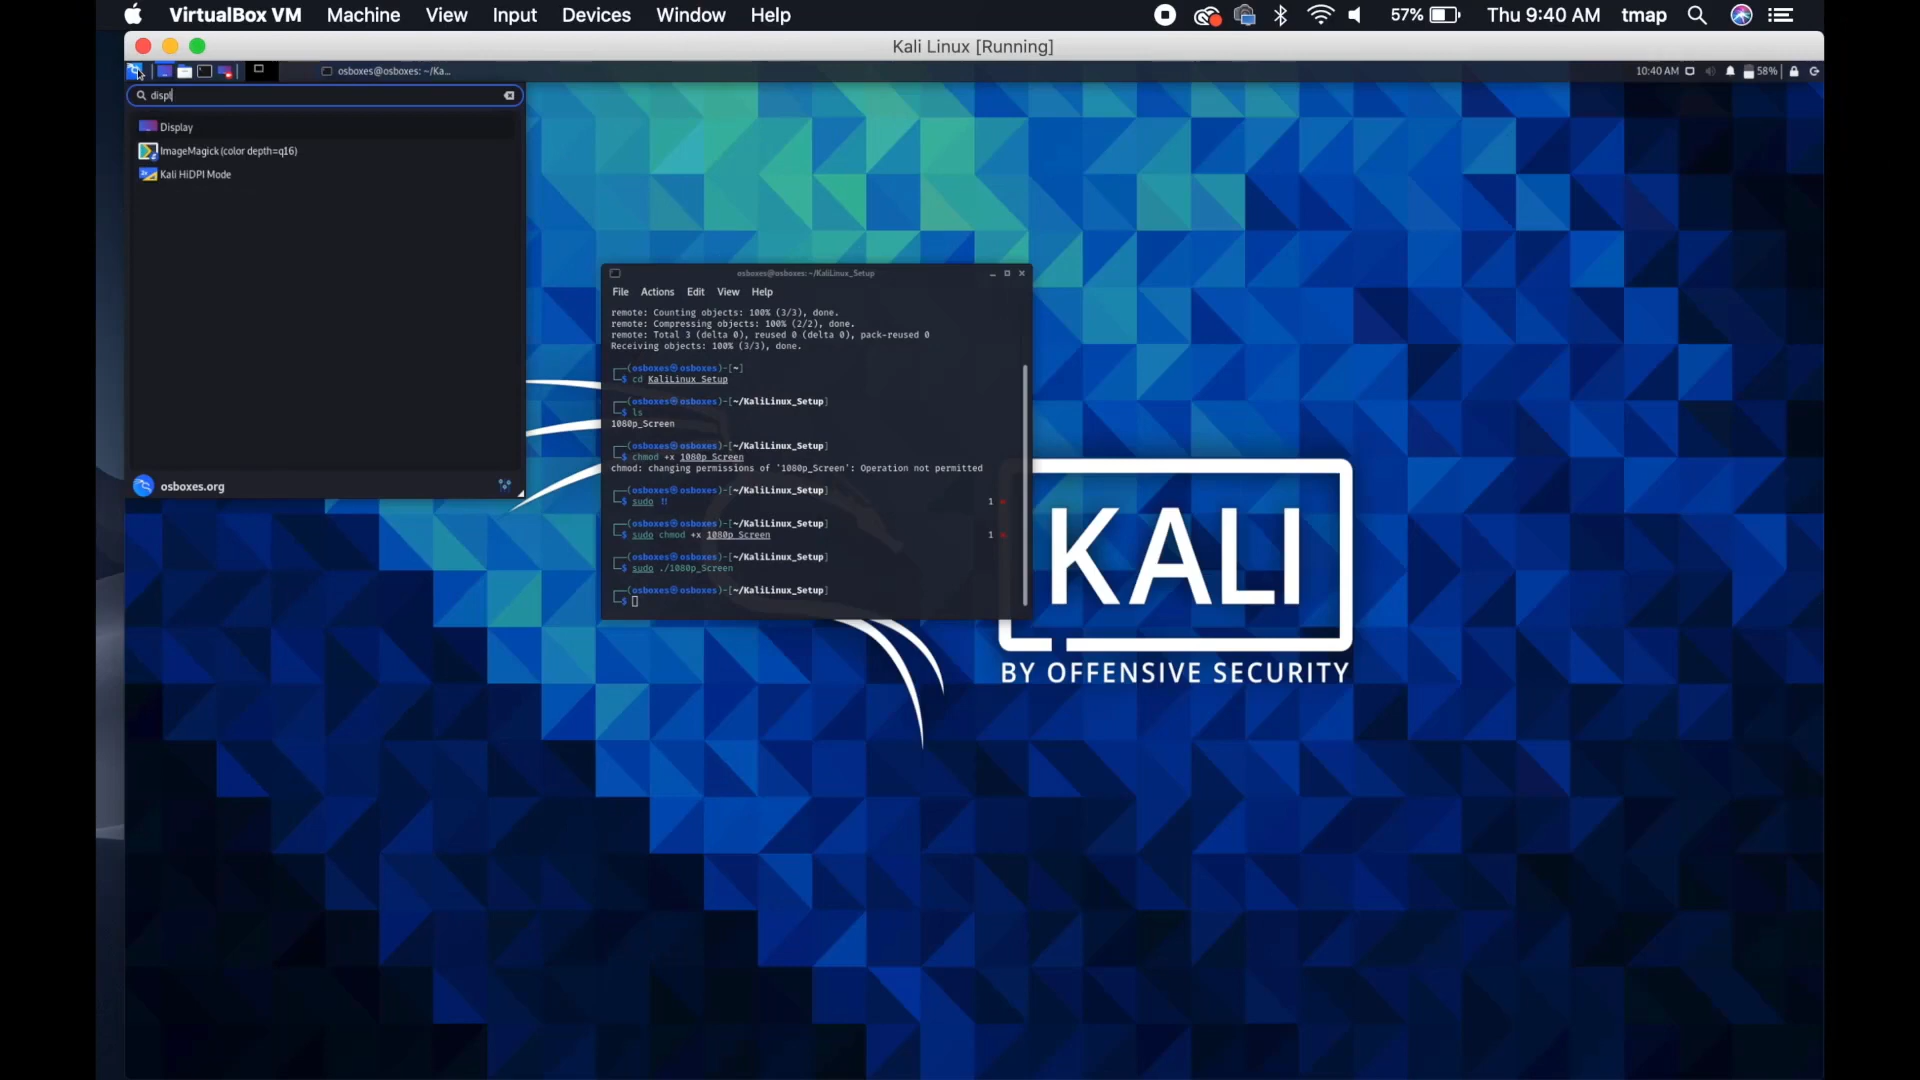 VirtualBox VM Machine View Input Devices Window Help 57% Thu 9:40 AM tmap
Kali Linux [Running]
osboxes@osboxes: ~/Ka... 10:40 AM 58%
displ
Display
ImageMagick (color depth=q16)
Kali HiDPI Mode
osboxes.org
osboxes@osboxes: ~/KaliLinux_Setup
File Actions Edit View Help
remote: Counting objects: 100% (3/3), done.
remote: Compressing objects: 100% (2/2), done.
remote: Total 3 (delta 0), reused 0 (delta 0), pack-reused 0
Receiving objects: 100% (3/3), done.
(osboxes㉿osboxes)-[~]
$ cd KaliLinux_Setup
(osboxes㉿osboxes)-[~/KaliLinux_Setup]
$ ls
1080p_Screen
(osboxes㉿osboxes)-[~/KaliLinux_Setup]
$ chmod +x 1080p_Screen
chmod: changing permissions of '1080p_Screen': Operation not permitted
(osboxes㉿osboxes)-[~/KaliLinux_Setup]
$ sudo !! 1
(osboxes㉿osboxes)-[~/KaliLinux_Setup]
$ sudo chmod +x 1080p_Screen 1
(osboxes㉿osboxes)-[~/KaliLinux_Setup]
$ sudo ./1080p_Screen
(osboxes㉿osboxes)-[~/KaliLinux_Setup]
$
KALI
BY OFFENSIVE SECURITY